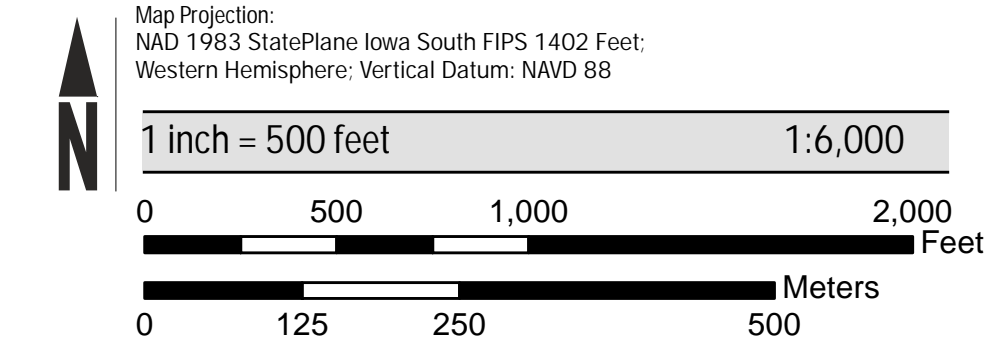 Map Projection:
NAD 1983 StatePlane Iowa South FIPS 1402 Feet;
Western Hemisphere; Vertical Datum: NAVD 88
N
1 inch = 500 feet 1:6,000
0 500 1,000 2,000
Feet
Meters
0 125 250 500